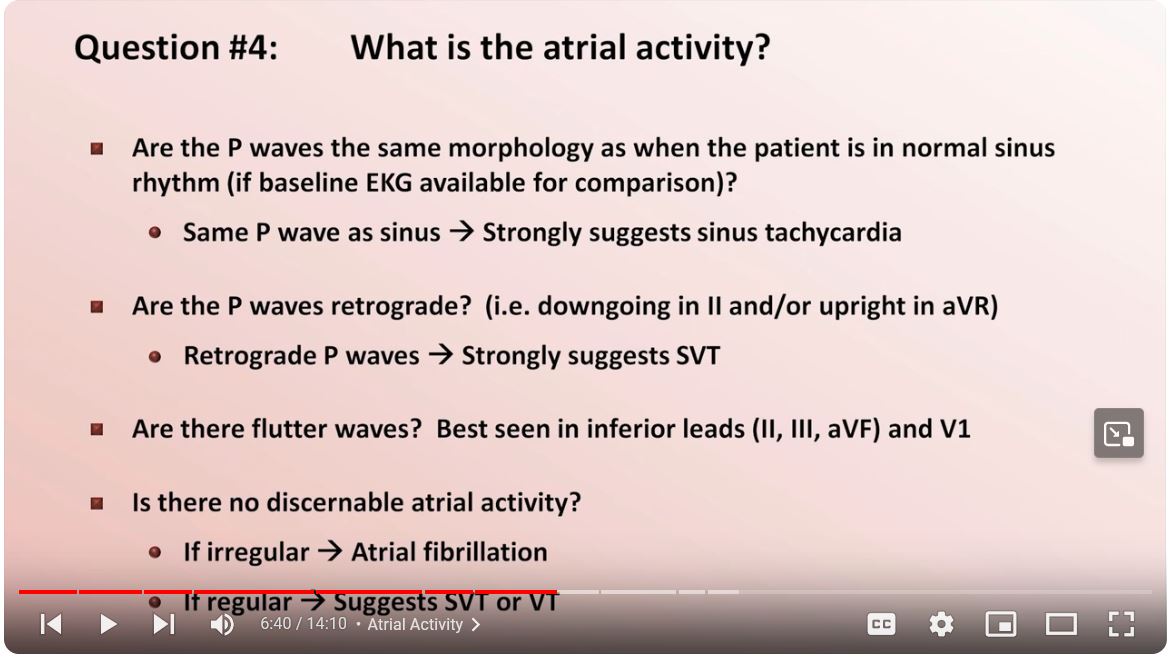 Question #4: What is the atrial activity?
Are the P waves the same morphology as when the patient is in normal sinus
rhythm (if baseline EKG available for comparison)?
Same P wave as sinus → Strongly suggests sinus tachycardia
Are the P waves retrograde? (i.e. downgoing in II and/or upright in aVR)
Retrograde P waves → Strongly suggests SVT
Are there flutter waves? Best seen in inferior leads (II, III, aVF) and V1
Is there no discernable atrial activity?
If irregular → Atrial fibrillation
If regular → Suggests SVT or VT
6:40 / 14:10 • Atrial Activity
CC